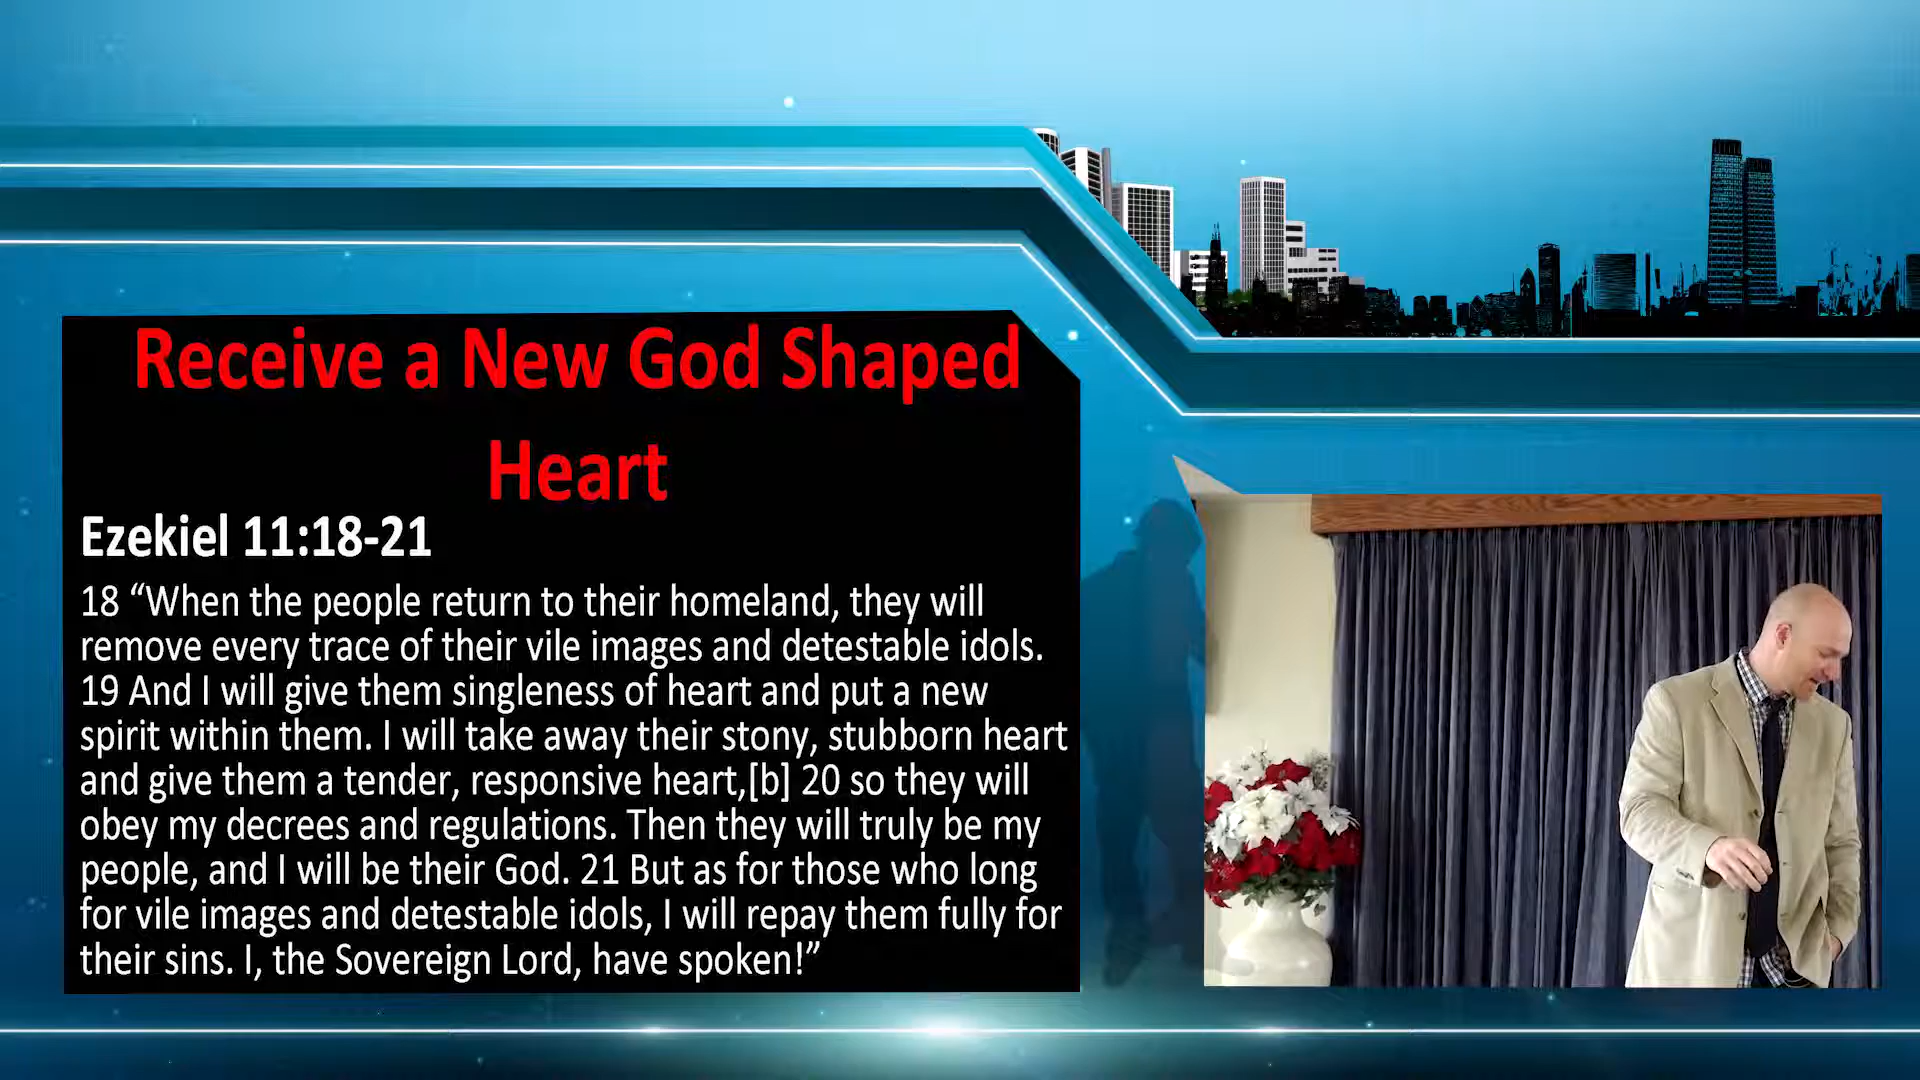 Receive a New God Shaped
Heart
Ezekiel 11:18-21
18 “When the people return to their homeland, they will
remove every trace of their vile images and detestable idols.
19 And I will give them singleness of heart and put a new
spirit within them. I will take away their stony, stubborn heart
and give them a tender, responsive heart,[b] 20 so they will
obey my decrees and regulations. Then they will truly be my
people, and I will be their God. 21 But as for those who long
for vile images and detestable idols, I will repay them fully for
their sins. I, the Sovereign Lord, have spoken!”